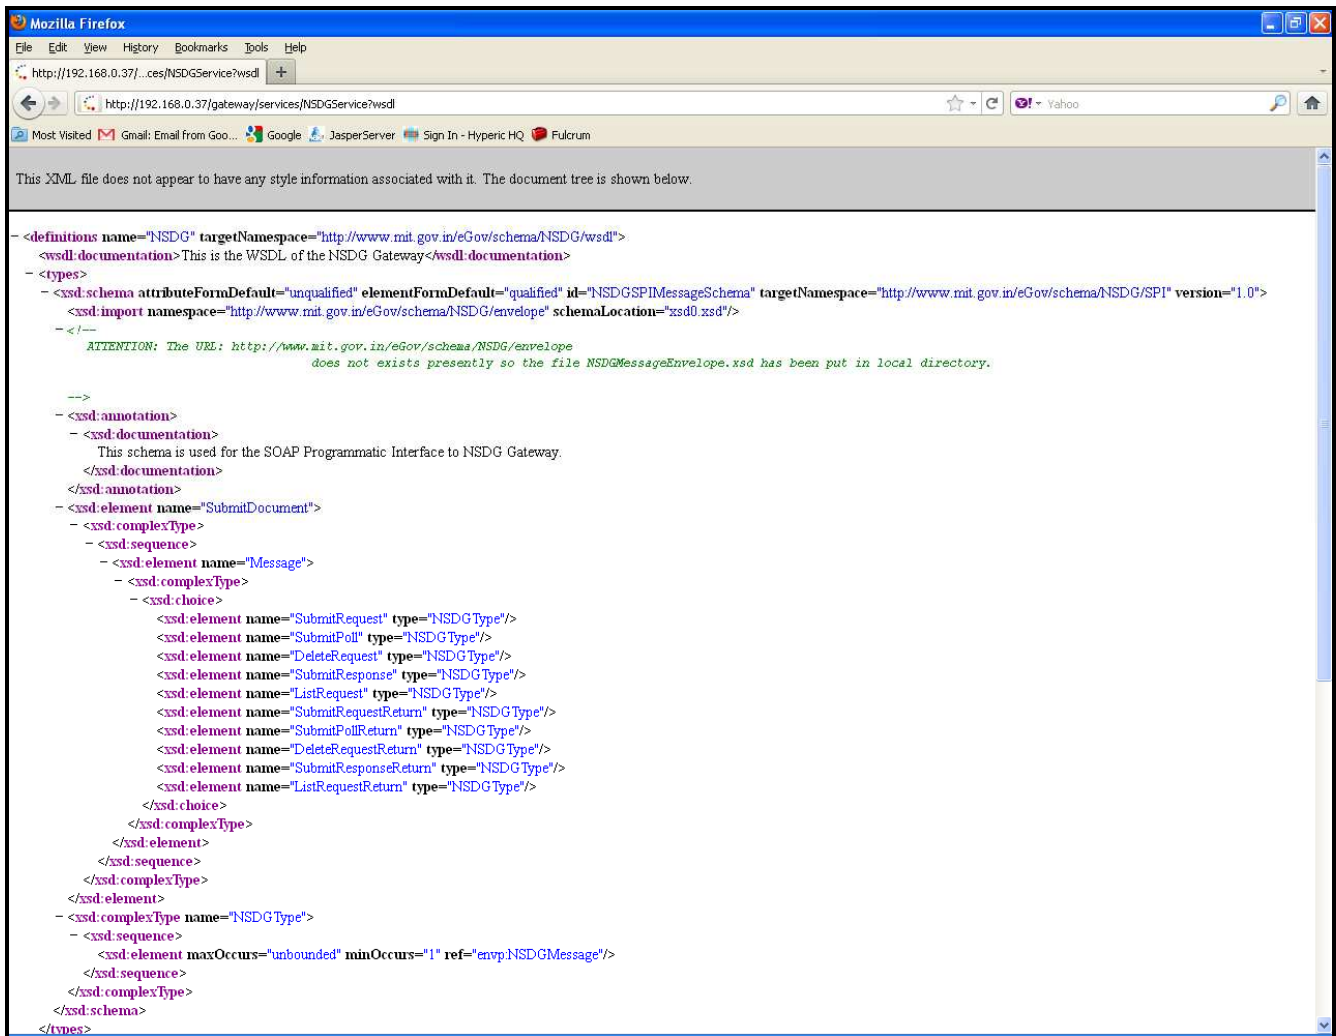 Mozilla Firefox
File Edit View History Bookmarks Tools Help
http://192.168.0.37/...ces/NSDGService?wsdl +
http://192.168.0.37/gateway/services/NSDGService?wsdl Yahoo
Most Visited Gmail: Email from Goo... Google JasperServer Sign In - Hyperic HQ Fulcrum
This XML file does not appear to have any style information associated with it. The document tree is shown below.
- <definitions name="NSDG" targetNamespace="http://www.mit.gov.in/eGov/schema/NSDG/wsdl">
<wsdl:documentation>This is the WSDL of the NSDG Gateway</wsdl:documentation>
- <types>
- <xsd:schema attributeFormDefault="unqualified" elementFormDefault="qualified" id="NSDGSPIMessageSchema" targetNamespace="http://www.mit.gov.in/eGov/schema/NSDG/SPI" version="1.0">
<xsd:import namespace="http://www.mit.gov.in/eGov/schema/NSDG/envelope" schemaLocation="xsd0.xsd"/>
- <!--
ATTENTION: The URL: http://www.mit.gov.in/eGov/schema/NSDG/envelope
does not exists presently so the file NSDGMessageEnvelope.xsd has been put in local directory.
-->
- <xsd:annotation>
- <xsd:documentation>
This schema is used for the SOAP Programmatic Interface to NSDG Gateway.
</xsd:documentation>
</xsd:annotation>
- <xsd:element name="SubmitDocument">
- <xsd:complexType>
- <xsd:sequence>
- <xsd:element name="Message">
- <xsd:complexType>
- <xsd:choice>
<xsd:element name="SubmitRequest" type="NSDGType"/>
<xsd:element name="SubmitPoll" type="NSDGType"/>
<xsd:element name="DeleteRequest" type="NSDGType"/>
<xsd:element name="SubmitResponse" type="NSDGType"/>
<xsd:element name="ListRequest" type="NSDGType"/>
<xsd:element name="SubmitRequestReturn" type="NSDGType"/>
<xsd:element name="SubmitPollReturn" type="NSDGType"/>
<xsd:element name="DeleteRequestReturn" type="NSDGType"/>
<xsd:element name="SubmitResponseReturn" type="NSDGType"/>
<xsd:element name="ListRequestReturn" type="NSDGType"/>
</xsd:choice>
</xsd:complexType>
</xsd:element>
</xsd:sequence>
</xsd:complexType>
</xsd:element>
- <xsd:complexType name="NSDGType">
- <xsd:sequence>
<xsd:element maxOccurs="unbounded" minOccurs="1" ref="envp:NSDGMessage"/>
</xsd:sequence>
</xsd:complexType>
</xsd:schema>
</types>